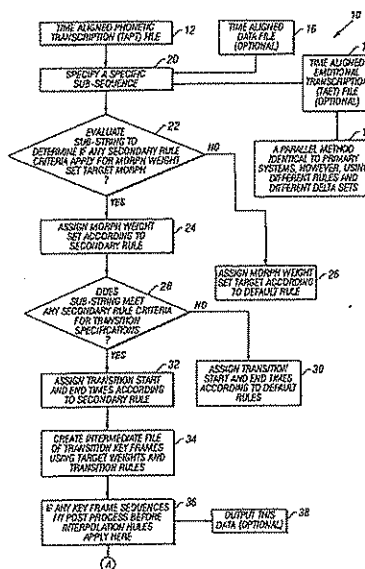 10
TIME ALIGNED PHONETIC
TRANSCRIPTION (TAPT) FILE
12
TIME ALIGNED
DATA FILE
(OPTIONAL)
16
20
SPECIFY A SPECIFIC
SUB-SEQUENCE
TIME ALIGNED
EMOTIONAL
TRANSCRIPTION
(TAET) FILE
(OPTIONAL)
A PARALLEL METHOD
IDENTICAL TO PRIMARY
SYSTEMS, HOWEVER, USING
DIFFERENT RULES AND
DIFFERENT DELTA SETS
22
EVALUATE
SUB-STRING TO
DETERMINE IS ANY SECONDARY RULE
CRITERIA APPLY FOR MORPH WEIGHT
SET TARGET MORPH
?
NO
YES
24
ASSIGN MORPH WEIGHT
SET ACCORDING TO
SECONDARY RULE
26
ASSIGN MORPH WEIGHT
SET TARGET ACCORDING TO
DEFAULT RULE
28
DOES
SUB-STRING MEET
ANY SECONDARY RULE CRITERIA
FOR TRANSITION
SPECIFICATIONS
?
NO
YES
32
ASSIGN TRANSITION START
AND END TIMES ACCORDING TO
SECONDARY RULE
30
ASSIGN TRANSITION START
AND END TIMES
ACCORDING TO DEFAULT
RULES
34
CREATE INTERMEDIATE FILE
OF TRANSITION KEY FRAMES
USING TARGET WEIGHTS AND
TRANSITION RULES
36
IF ANY KEY FRAME SEQUENCES
POST PROCESS BEFORE
INTERPOLATION RULES
APPLY HERE
38
OUTPUT THIS
DATA (OPTIONAL)
A